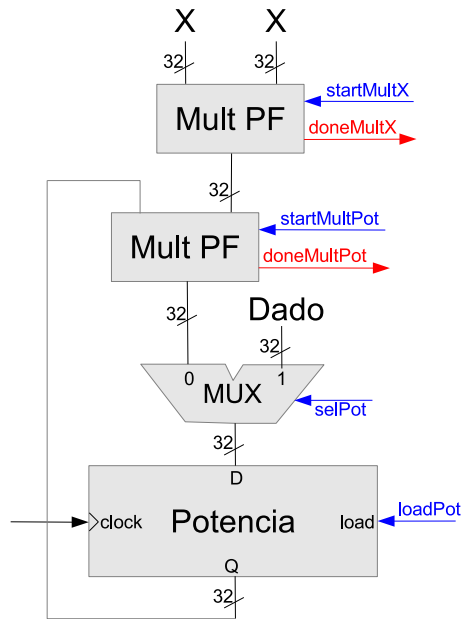 X X
32 32
startMultX
Mult PF
doneMultX
32
startMultPot
Mult PF
doneMultPot
32
Dado
32
0 1
MUX
selPot
32
D
clock
Potencia
load
loadPot
Q
32